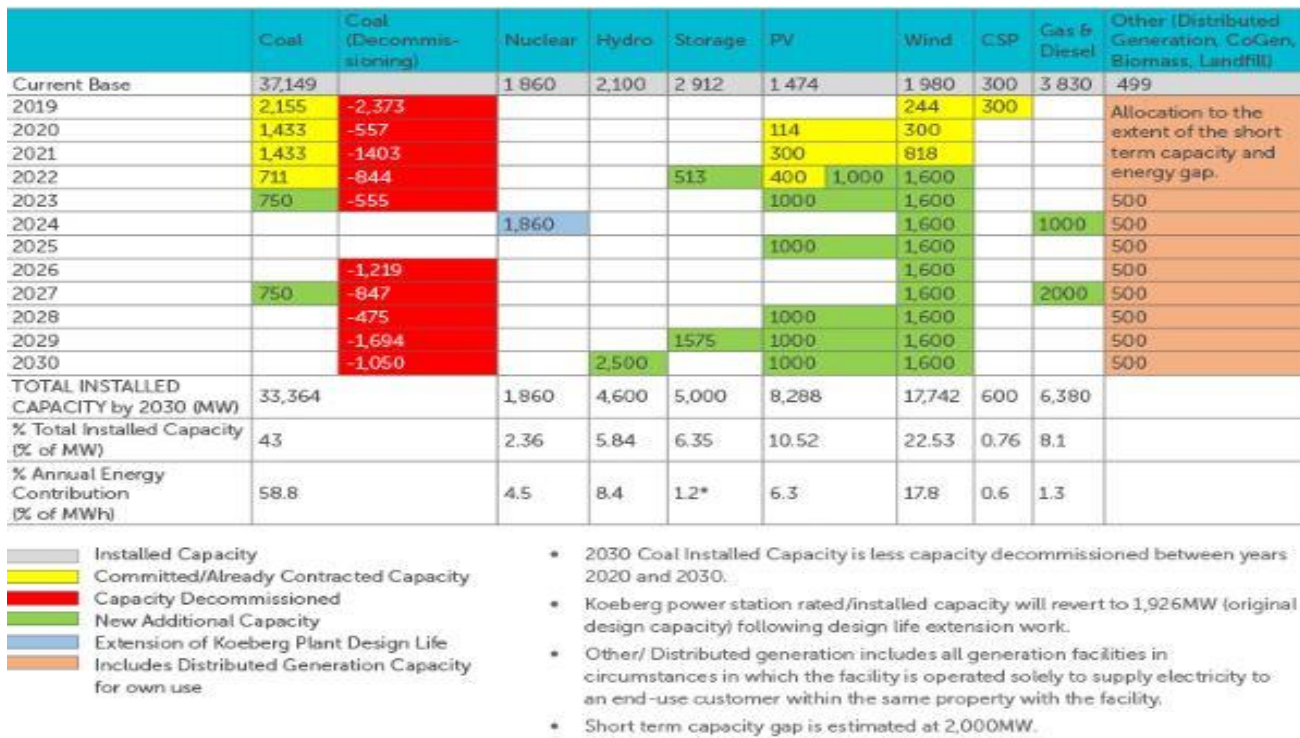 Coal Coal (Decommis- sioning) Nuclear Hydro Storage PV Wind CSP Gas & Diesel Other (Distributed Generation, CoGen, Biomass, Landfill)
Current Base 37,149 1 860 2,100 2 912 1 474 1 980 300 3 830 499
2019 2,155 -2,373 244 300 Allocation to the
2020 1,433 -557 114 300 extent of the short
2021 1,433 -1403 300 818 term capacity and
2022 711 -844 513 400 1,000 1,600 energy gap.
2023 750 -555 1000 1,600 500
2024 1,860 1,600 1000 500
2025 1000 1,600 500
2026 -1,219 1,600 500
2027 750 -847 1,600 2000 500
2028 -475 1000 1,600 500
2029 -1,694 1575 1000 1,600 500
2030 -1,050 2,500 1000 1,600 500
TOTAL INSTALLED CAPACITY by 2030 (MW) 33,364 1,860 4,600 5,000 8,288 17,742 600 6,380
% Total Installed Capacity (% of MW) 43 2.36 5.84 6.35 10.52 22.53 0.76 8.1
% Annual Energy Contribution (% of MWh) 58.8 4.5 8.4 1.2* 6.3 17.8 0.6 1.3
Installed Capacity
Committed/Already Contracted Capacity
Capacity Decommissioned
New Additional Capacity
Extension of Koeberg Plant Design Life
Includes Distributed Generation Capacity
for own use
• 2030 Coal Installed Capacity is less capacity decommissioned between years
2020 and 2030.
• Koeberg power station rated/installed capacity will revert to 1,926MW (original
design capacity) following design life extension work.
• Other/ Distributed generation includes all generation facilities in
circumstances in which the facility is operated solely to supply electricity to
an end-use customer within the same property with the facility.
• Short term capacity gap is estimated at 2,000MW.